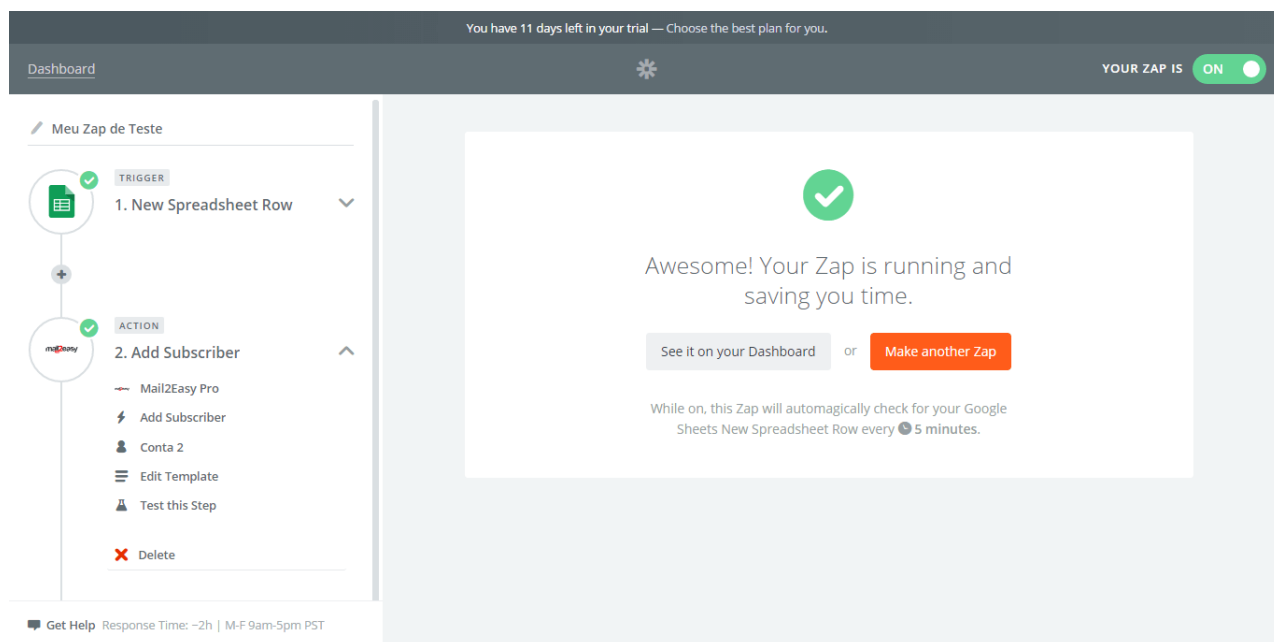 You have 11 days left in your trial — Choose the best plan for you.
Dashboard
YOUR ZAP IS ON
Meu Zap de Teste
TRIGGER
1. New Spreadsheet Row
ACTION
mail2easy
2. Add Subscriber
Mail2Easy Pro
Add Subscriber
Conta 2
Edit Template
Test this Step
Delete
Get Help Response Time: ~2h | M-F 9am-5pm PST
Awesome! Your Zap is running and
saving you time.
See it on your Dashboard or Make another Zap
While on, this Zap will automagically check for your Google
Sheets New Spreadsheet Row every 5 minutes.